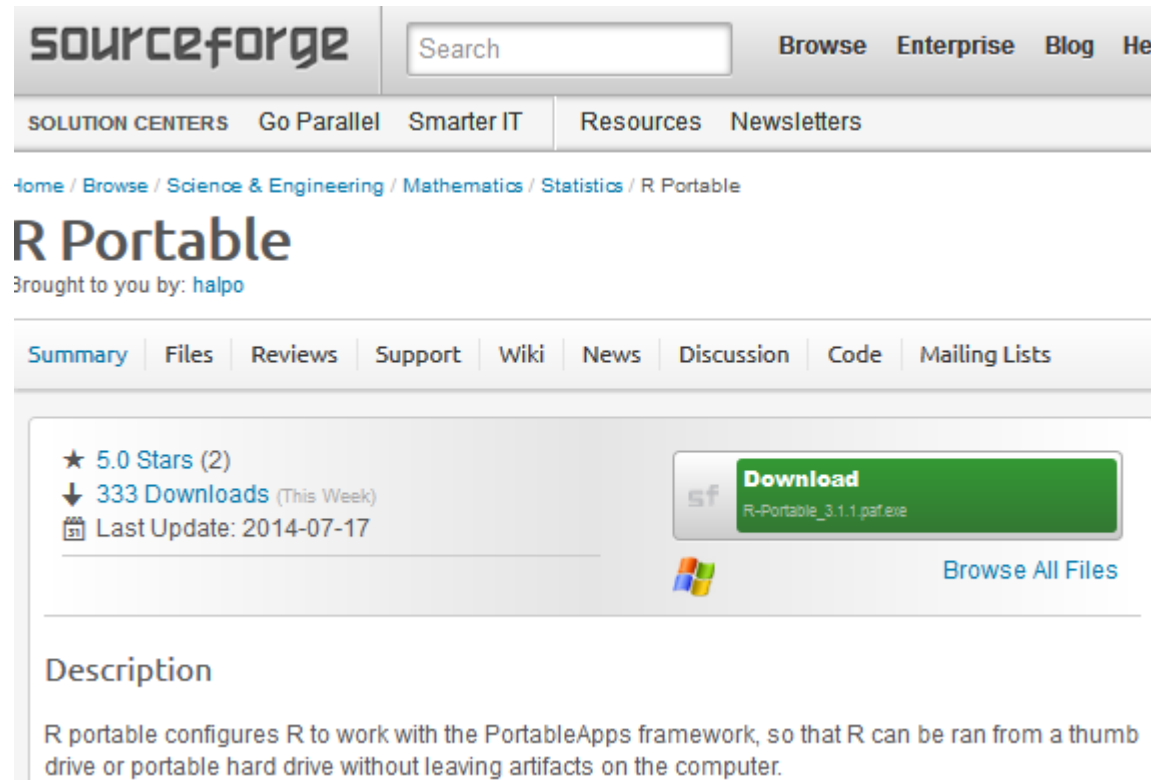 sourceforge
Search
Browse Enterprise Blog He
SOLUTION CENTERS Go Parallel Smarter IT Resources Newsletters
Home / Browse / Science & Engineering / Mathematics / Statistics / R Portable
R Portable
Brought to you by: halpo
Summary Files Reviews Support Wiki News Discussion Code Mailing Lists
5.0 Stars (2)
333 Downloads (This Week)
31 Last Update: 2014-07-17
sf
Download
R-Portable_3.1.1.paf.exe
Browse All Files
Description
R portable configures R to work with the PortableApps framework, so that R can be ran from a thumb
drive or portable hard drive without leaving artifacts on the computer.